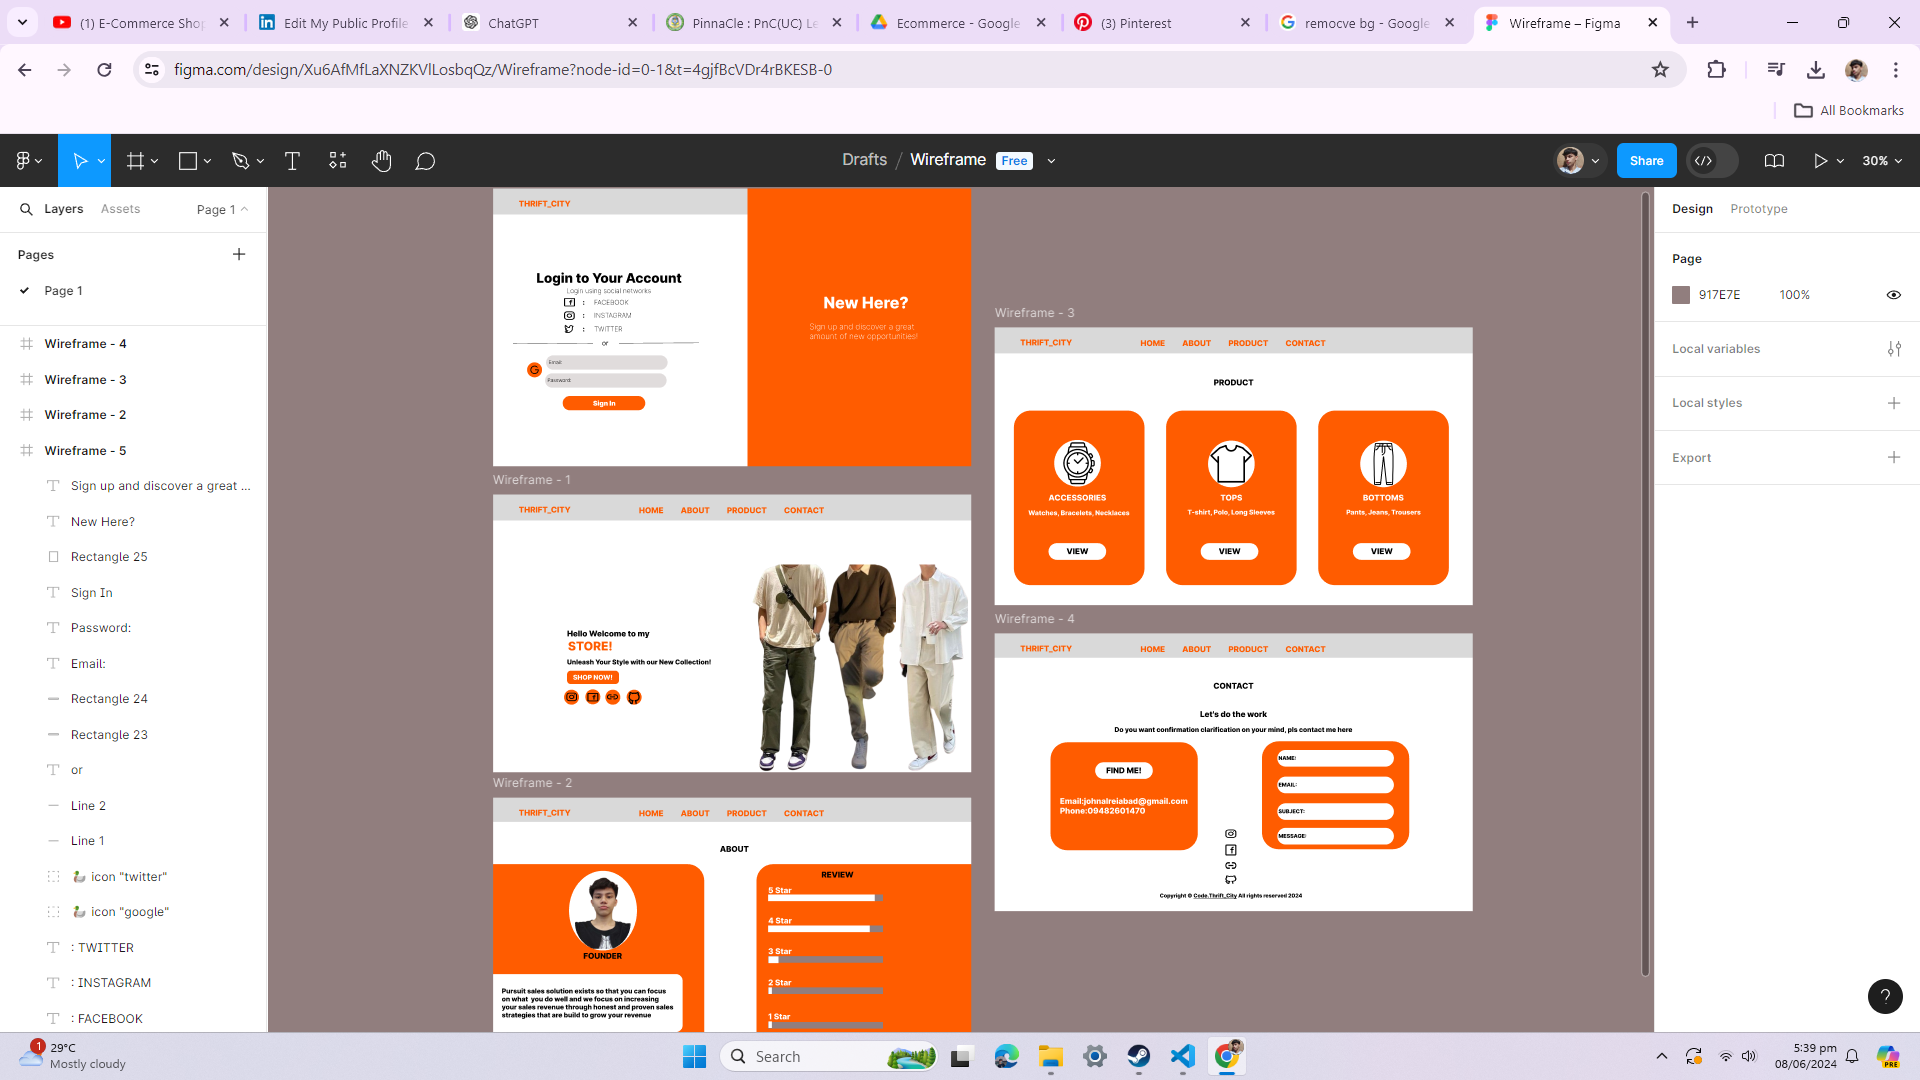 (1) E-Commerce Shop
Edit My Public Profile
ChatGPT
PinnaCle : PnC(UC) Le
Ecommerce - Google
(3) Pinterest
remocve bg - Google
Wireframe – Figma
figma.com/design/Xu6AfMfLaXNZKVlLosbqQz/Wireframe?node-id=0-1&t=4gjfBcVDr4rBKESB-0
All Bookmarks
Drafts / Wireframe Free
Share
30%
Layers Assets Page 1
Pages
Page 1
Wireframe - 4
Wireframe - 3
Wireframe - 2
Wireframe - 5
Sign up and discover a great ...
New Here?
Rectangle 25
Sign In
Password:
Email:
Rectangle 24
Rectangle 23
or
Line 2
Line 1
icon "twitter"
icon "google"
: TWITTER
: INSTAGRAM
: FACEBOOK
THRIFT_CITY
Login to Your Account
Login using social networks
: FACEBOOK
: INSTAGRAM
: TWITTER
or
Email:
Password:
Sign In
New Here?
Sign up and discover a great
amount of new opportunities!
Wireframe - 1
THRIFT_CITY HOME ABOUT PRODUCT CONTACT
Hello Welcome to my
STORE!
Unleash Your Style with our New Collection!
SHOP NOW!
Wireframe - 2
THRIFT_CITY HOME ABOUT PRODUCT CONTACT
ABOUT
FOUNDER
Pursuit sales solution exists so that you can focus
on what you do well and we focus on increasing
your sales revenue through honest and proven sales
strategies that are build to grow your revenue
REVIEW
5 Star
4 Star
3 Star
2 Star
1 Star
Wireframe - 3
THRIFT_CITY HOME ABOUT PRODUCT CONTACT
PRODUCT
ACCESSORIES
Watches, Bracelets, Necklaces
VIEW
TOPS
T-shirt, Polo, Long Sleeves
VIEW
BOTTOMS
Pants, Jeans, Trousers
VIEW
Wireframe - 4
THRIFT_CITY HOME ABOUT PRODUCT CONTACT
CONTACT
Let's do the work
Do you want confirmation clarification on your mind, pls contact me here
FIND ME!
Email:johnalreiabad@gmail.com
Phone:09482601470
NAME:
EMAIL:
SUBJECT:
MESSAGE:
Copyright © Code.Thrift_City All rights reserved 2024
Design Prototype
Page
917E7E 100%
Local variables
Local styles
Export
?
1
29°C
Mostly cloudy
Search
5:39 pm
08/06/2024
PRE